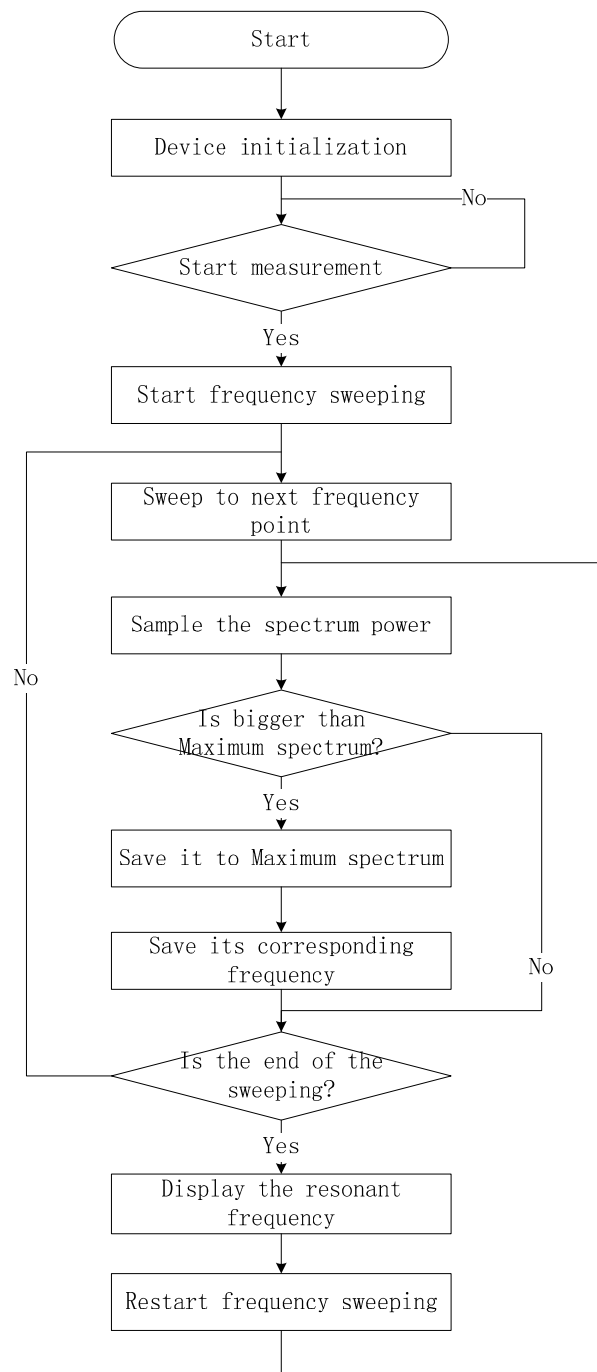 Start
Device initialization
No
Start measurement
Yes
Start frequency sweeping
Sweep to next frequency
point
Sample the spectrum power
No
Is bigger than
Maximum spectrum?
Yes
Save it to Maximum spectrum
Save its corresponding
frequency
No
Is the end of the
sweeping?
Yes
Display the resonant
frequency
Restart frequency sweeping